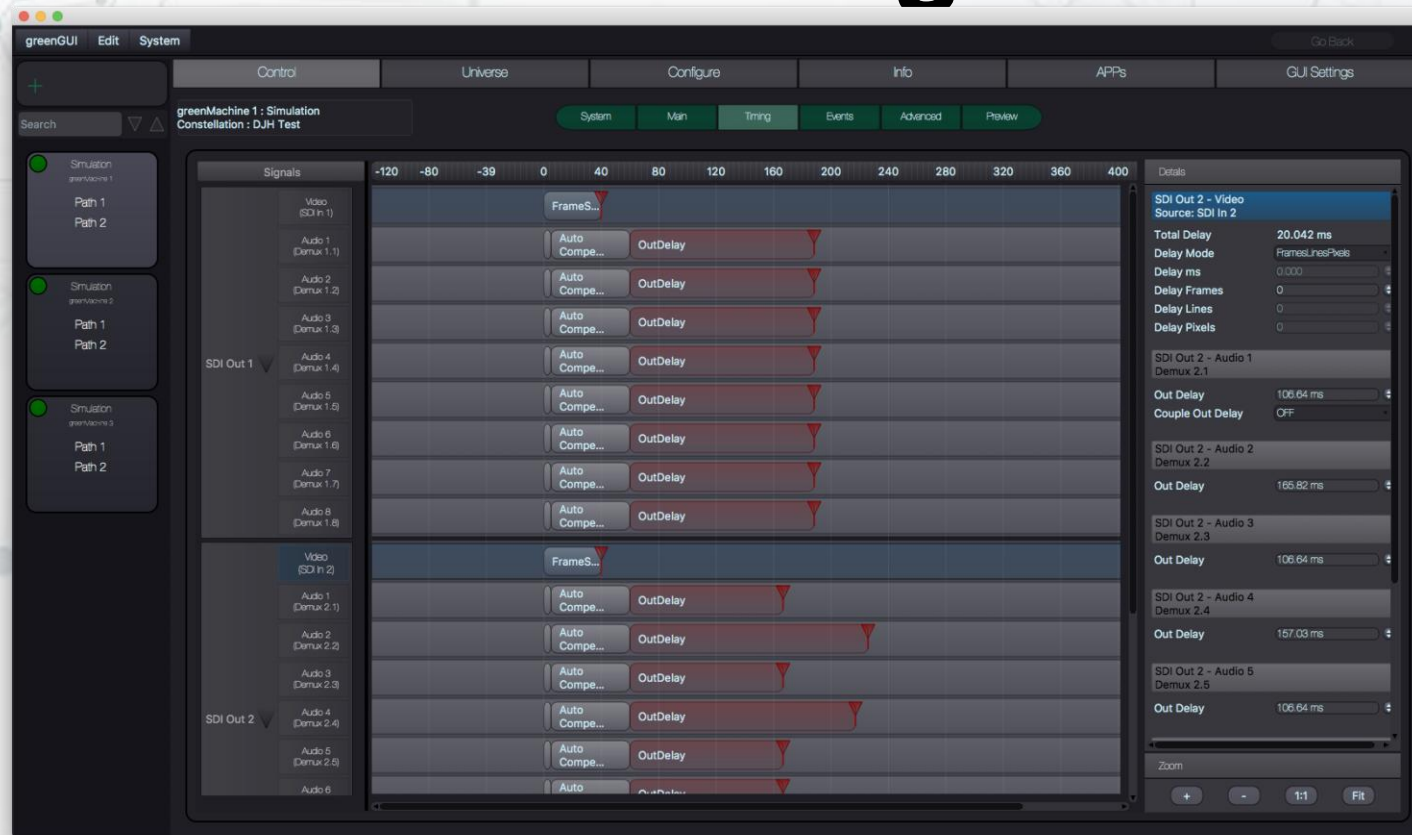 greenGUI Edit System
Go Back
Control Universe Configure Info APPs GUI Settings
+
greenMachine 1 : Simulation
Constellation : DJH Test
System Main Timing Events Advanced Preview
Search
Simulation
greenMachine 1
Path 1
Path 2
Simulation
greenMachine 2
Path 1
Path 2
Simulation
greenMachine 3
Path 1
Path 2
Signals -120 -80 -39 0 40 80 120 160 200 240 280 320 360 400
SDI Out 1
Video
(SDI In 1)
FrameS...
Audio 1
(Demux 1.1)
Auto
Compe...
OutDelay
Audio 2
(Demux 1.2)
Auto
Compe...
OutDelay
Audio 3
(Demux 1.3)
Auto
Compe...
OutDelay
Audio 4
(Demux 1.4)
Auto
Compe...
OutDelay
Audio 5
(Demux 1.5)
Auto
Compe...
OutDelay
Audio 6
(Demux 1.6)
Auto
Compe...
OutDelay
Audio 7
(Demux 1.7)
Auto
Compe...
OutDelay
Audio 8
(Demux 1.8)
Auto
Compe...
OutDelay
SDI Out 2
Video
(SDI In 2)
FrameS...
Audio 1
(Demux 2.1)
Auto
Compe...
OutDelay
Audio 2
(Demux 2.2)
Auto
Compe...
OutDelay
Audio 3
(Demux 2.3)
Auto
Compe...
OutDelay
Audio 4
(Demux 2.4)
Auto
Compe...
OutDelay
Audio 5
(Demux 2.5)
Auto
Compe...
OutDelay
Audio 6
Auto
OutDelay
Details
SDI Out 2 - Video
Source: SDI In 2
Total Delay 20.042 ms
Delay Mode FramesLinesPixels
Delay ms 0.000
Delay Frames 0
Delay Lines 0
Delay Pixels 0
SDI Out 2 - Audio 1
Demux 2.1
Out Delay 106.64 ms
Couple Out Delay OFF
SDI Out 2 - Audio 2
Demux 2.2
Out Delay 165.82 ms
SDI Out 2 - Audio 3
Demux 2.3
Out Delay 106.64 ms
SDI Out 2 - Audio 4
Demux 2.4
Out Delay 157.03 ms
SDI Out 2 - Audio 5
Demux 2.5
Out Delay 106.64 ms
Zoom
+ - 1:1 Fit